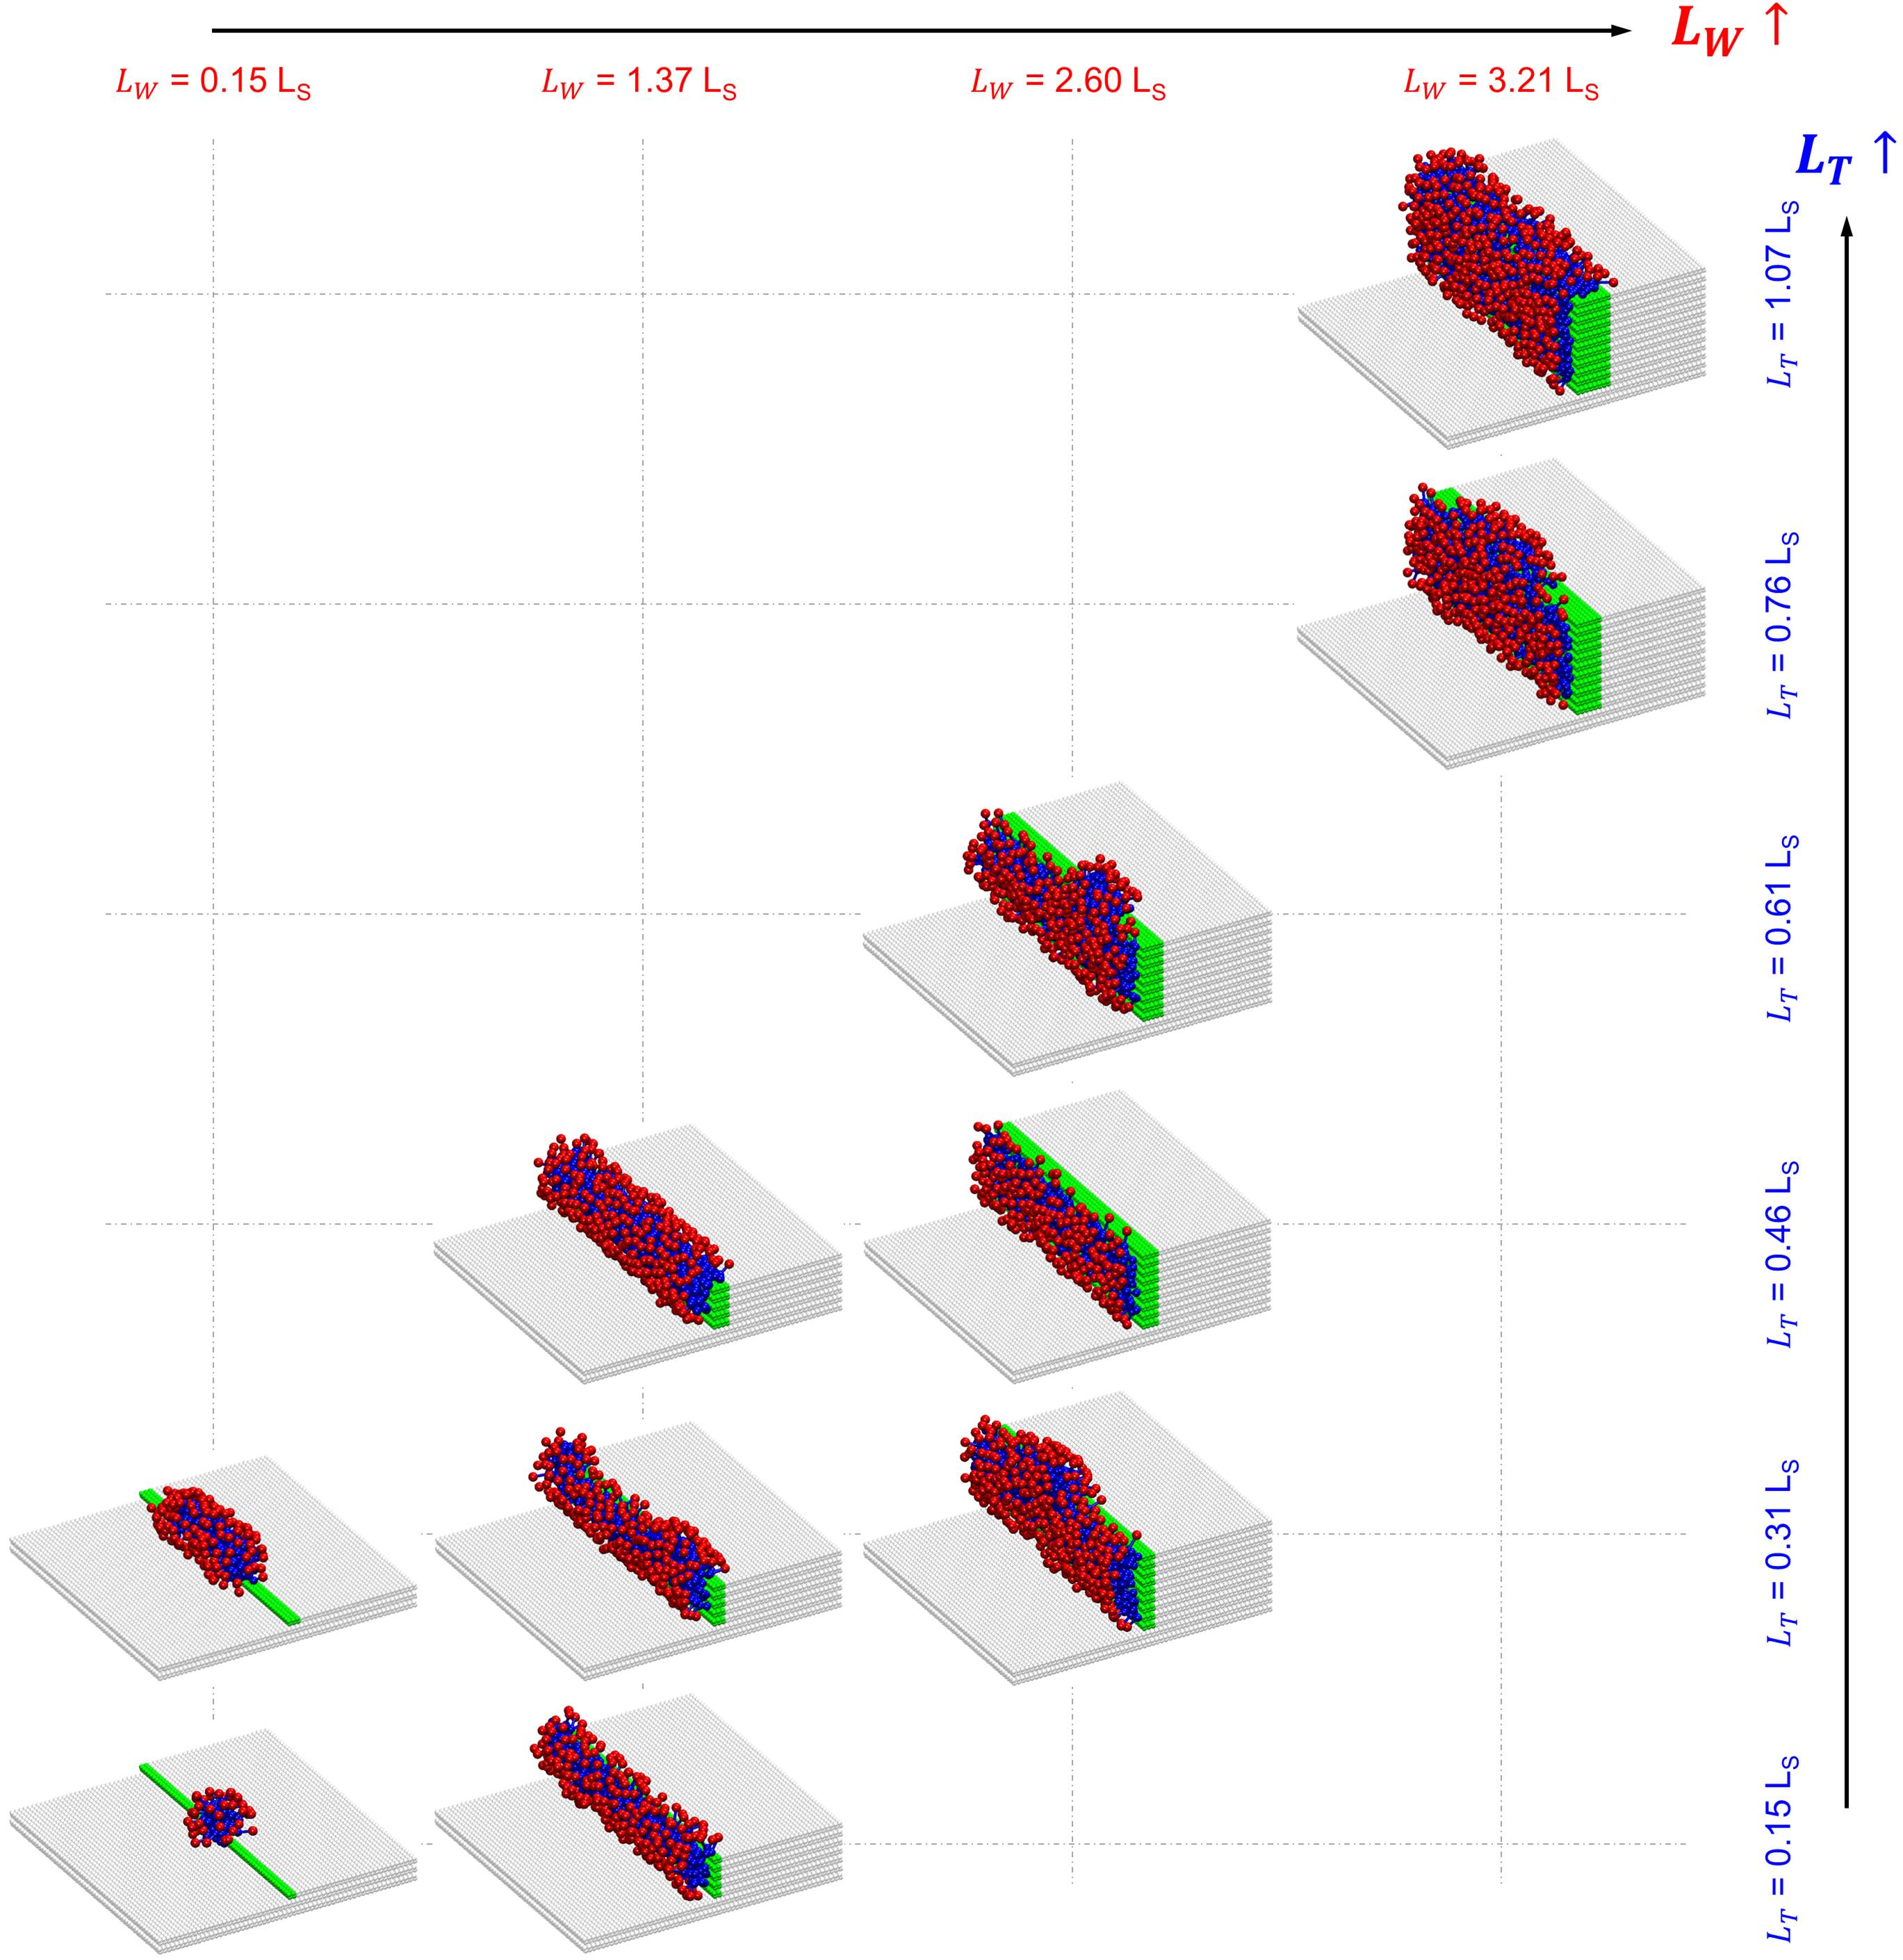 L_W ↑
L_W = 0.15 L_S
L_W = 1.37 L_S
L_W = 2.60 L_S
L_W = 3.21 L_S
L_T ↑
L_T = 1.07 L_S
L_T = 0.76 L_S
L_T = 0.61 L_S
L_T = 0.46 L_S
L_T = 0.31 L_S
L_T = 0.15 L_S